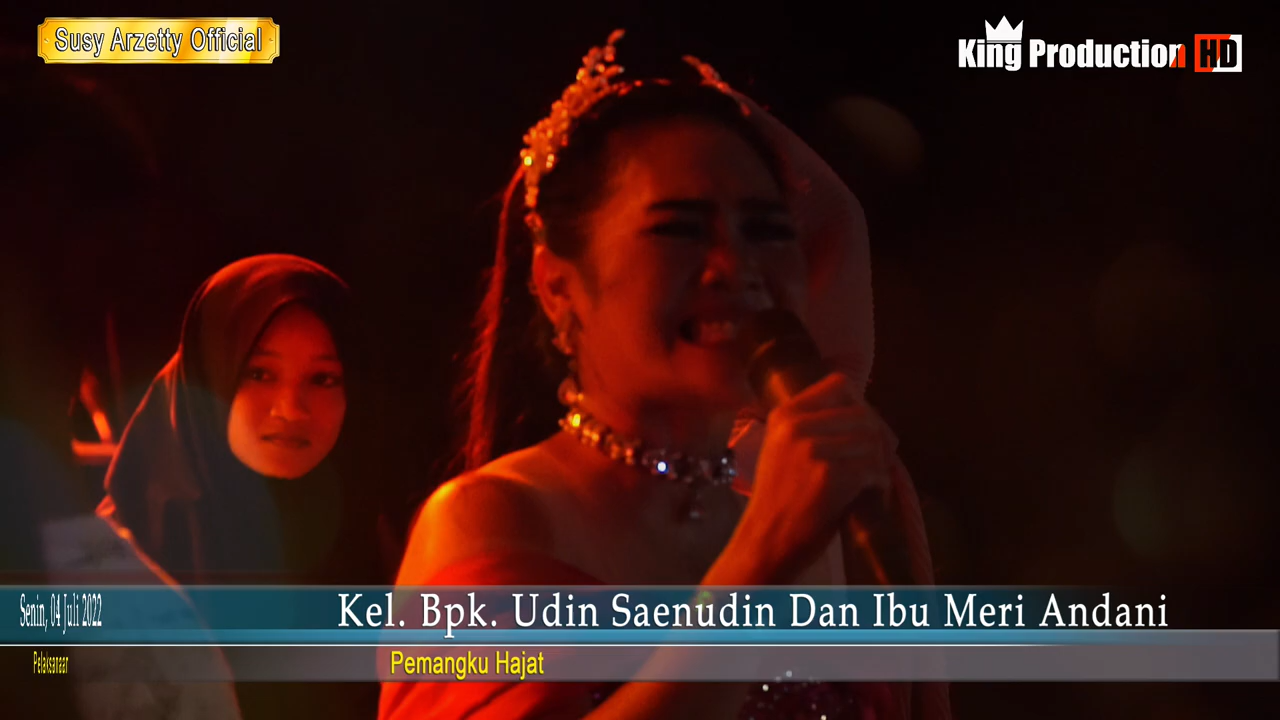 Susy Arzetty Official
King Production HD
Senin, 04 Juli 2022
Kel. Bpk. Udin Saenudin Dan Ibu Meri Andani
Pelaksanaan
Pemangku Hajat